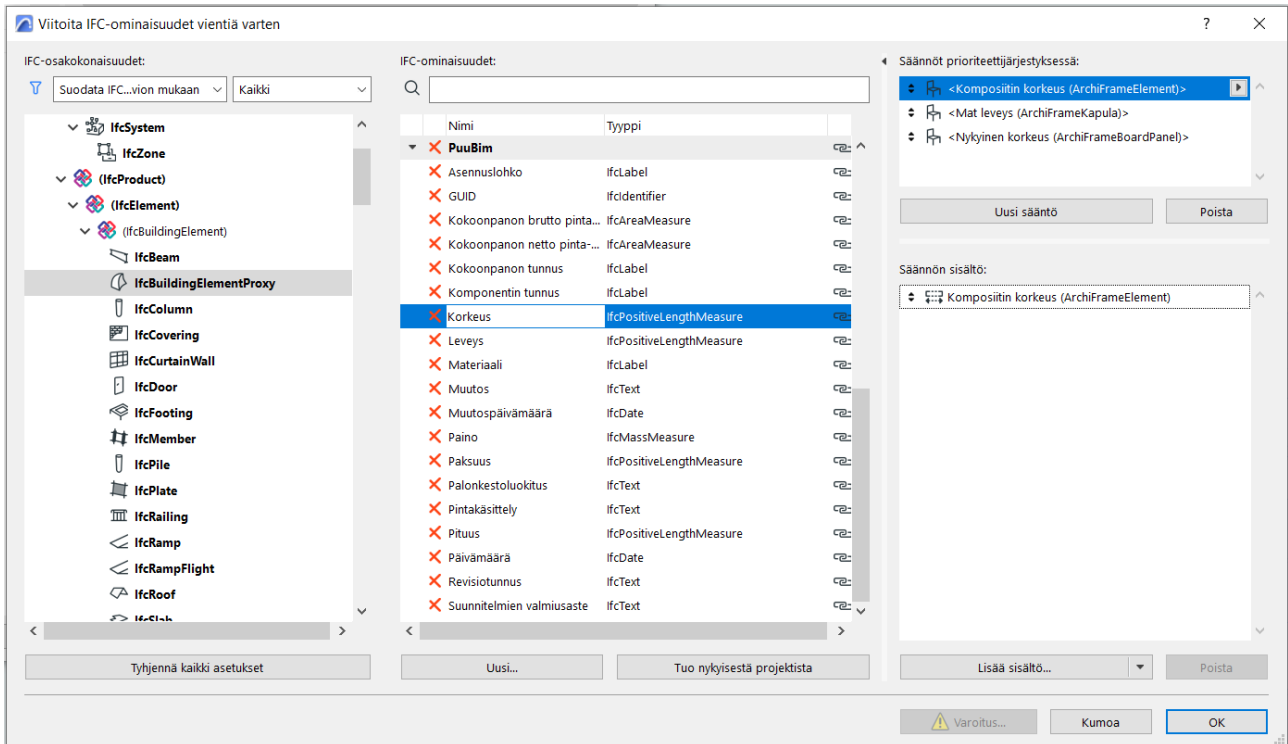 Viitoita IFC-ominaisuudet vientiä varten
?
IFC-osakokonaisuudet:
Suodata IFC...vion mukaan
Kaikki
IfcSystem
IfcZone
(IfcProduct)
(IfcElement)
(IfcBuildingElement)
IfcBeam
IfcBuildingElementProxy
IfcColumn
IfcCovering
IfcCurtainWall
IfcDoor
IfcFooting
IfcMember
IfcPile
IfcPlate
IfcRailing
IfcRamp
IfcRampFlight
IfcRoof
IfcSlab
Tyhjennä kaikki asetukset
IFC-ominaisuudet:
Nimi Tyyppi
PuuBim
Asennuslohko IfcLabel
GUID IfcIdentifier
Kokoonpanon brutto pinta... IfcAreaMeasure
Kokoonpanon netto pinta-... IfcAreaMeasure
Kokoonpanon tunnus IfcLabel
Komponentin tunnus IfcLabel
Korkeus IfcPositiveLengthMeasure
Leveys IfcPositiveLengthMeasure
Materiaali IfcLabel
Muutos IfcText
Muutospäivämäärä IfcDate
Paino IfcMassMeasure
Paksuus IfcPositiveLengthMeasure
Palonkestoluokitus IfcText
Pintakäsittely IfcText
Pituus IfcPositiveLengthMeasure
Päivämäärä IfcDate
Revisiotunnus IfcText
Suunnitelmien valmiusaste IfcText
Uusi...
Tuo nykyisestä projektista
Säännöt prioriteettijärjestyksessä:
<Komposiitin korkeus (ArchiFrameElement)>
<Mat leveys (ArchiFrameKapula)>
<Nykyinen korkeus (ArchiFrameBoardPanel)>
Uusi sääntö
Poista
Säännön sisältö:
Komposiitin korkeus (ArchiFrameElement)
Lisää sisältö...
Poista
Varoitus...
Kumoa
OK